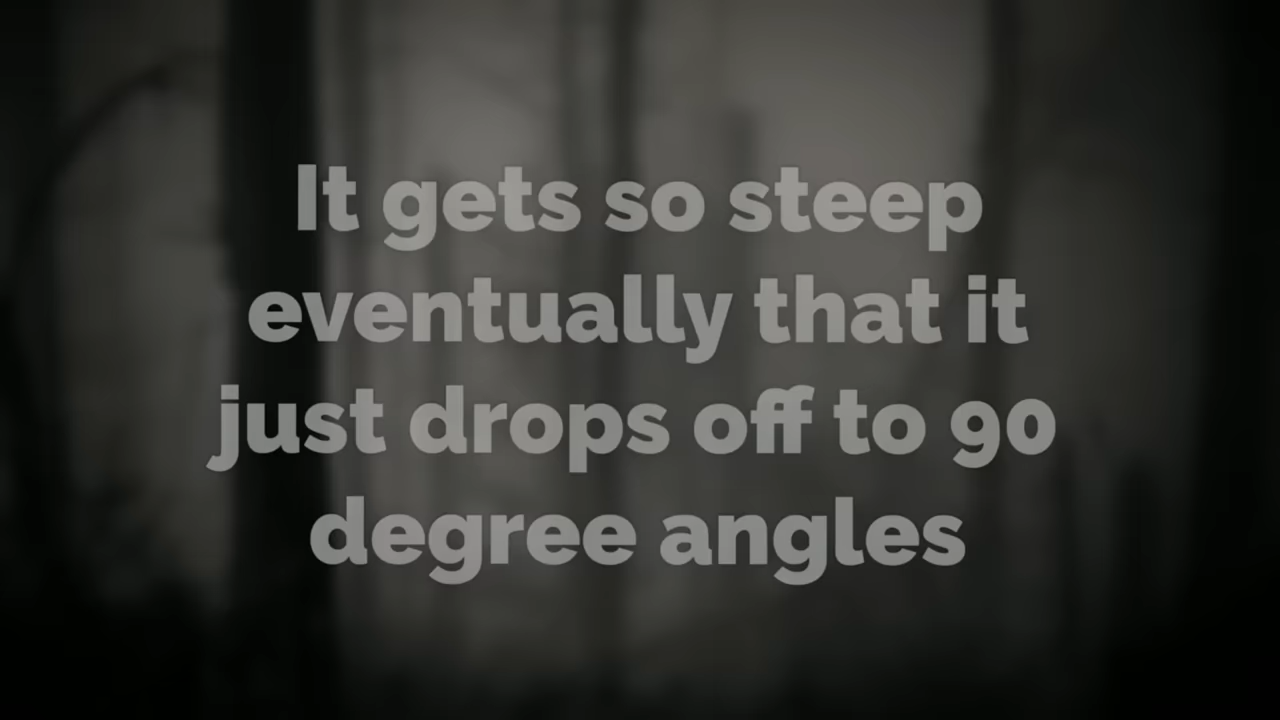 It gets so steep
eventually that it
just drops off to 90
degree angles